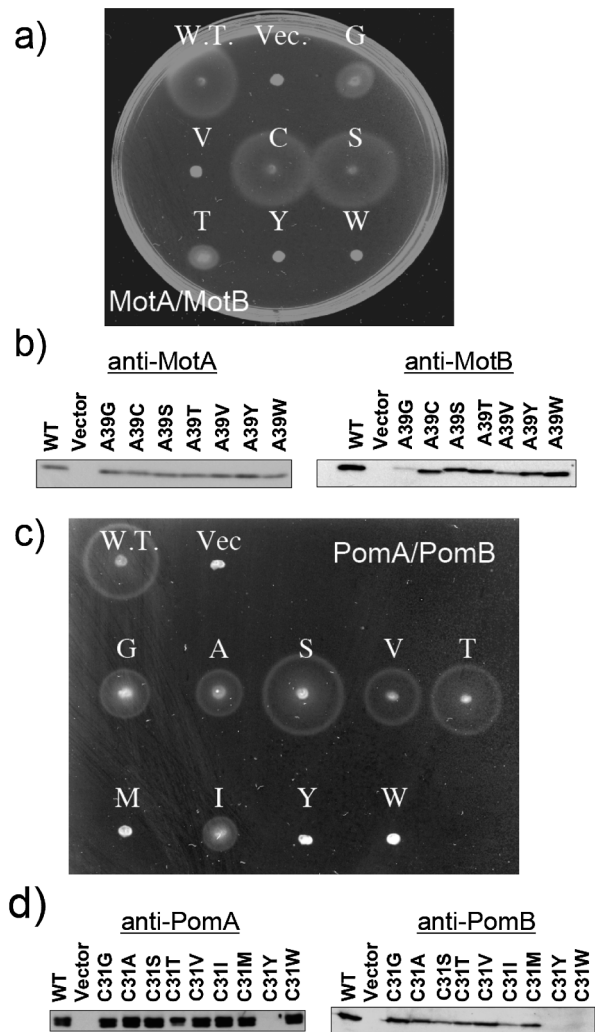 a)
W.T. Vec. G
V C S
T Y W
MotA/MotB
b)
anti-MotA
WT Vector A39G A39C A39S A39T A39V A39Y A39W
anti-MotB
WT Vector A39G A39C A39S A39T A39V A39Y A39W
c)
W.T. Vec PomA/PomB
G A S V T
M I Y W
d)
anti-PomA
WT Vector C31G C31A C31S C31T C31V C31I C31M C31Y C31W
anti-PomB
WT Vector C31G C31A C31S C31T C31V C31I C31M C31Y C31W